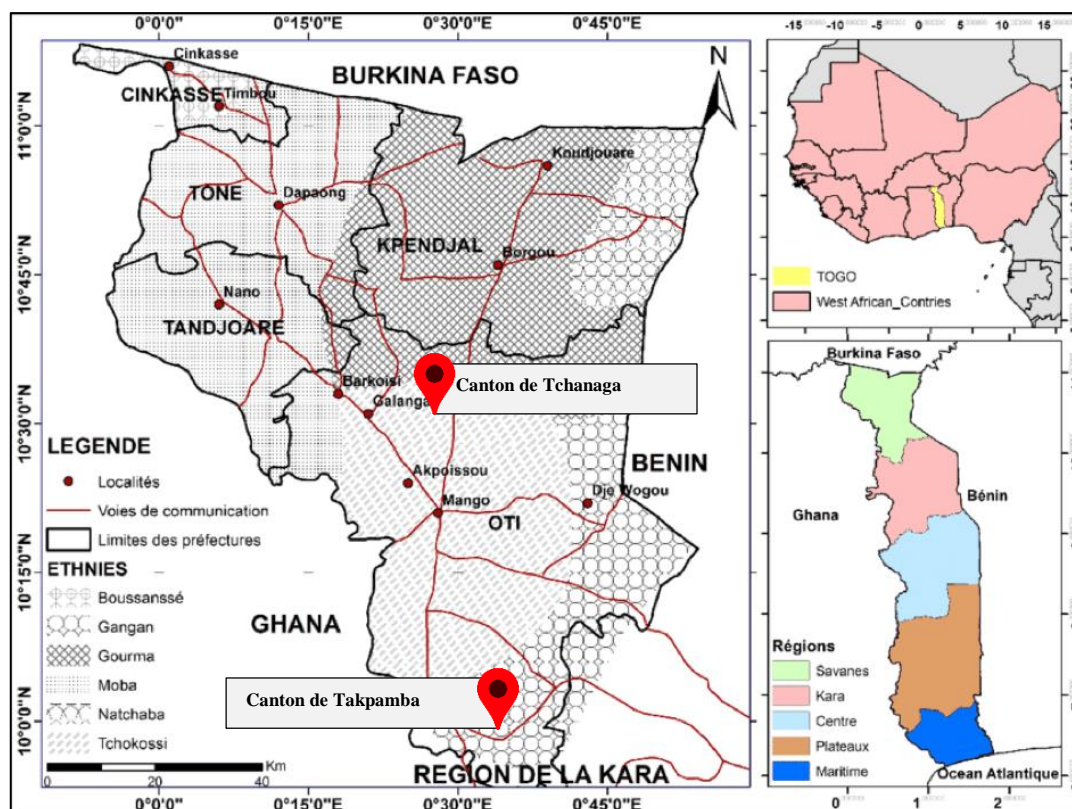 0°0'0" 0°15'0"E 0°30'0"E 0°45'0"E
Cinkasse
BURKINA FASO
N
CINKASSE
Timbou
11°0'0"N
Koudjouare
TONE
Dapaong
KPENDJAL
Borgou
10°45'0"N
Nano
TANDJOARE
Barkoisi
Canton de Tchanaga
Galanga
10°30'0"N
BENIN
Akpoissou
Mango
Dje Wogou
OTI
10°15'0"N
GHANA
Canton de Takpamba
10°0'0"N
REGION DE LA KARA
LEGENDE
Localités
Voies de communication
Limites des préfectures
ETHNIES
Boussanssé
Gangan
Gourma
Moba
Natchaba
Tchokossi
Km
0 20 40
0°0'0" 0°15'0"E 0°30'0"E 0°45'0"E
-15 -10 -5 0 5 10 15
TOGO
West African_Contries
Burkina Faso
Ghana
Bénin
Régions
Savanes
Kara
Centre
Plateaux
Maritime
Ocean Atlantique
0 1 2